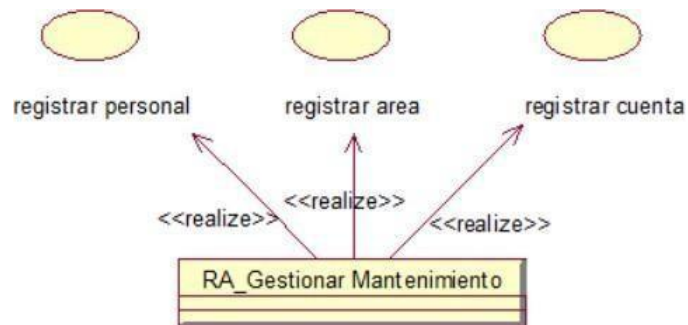 registrar personal
registrar area
registrar cuenta
<<realize>>
<<realize>>
<<realize>>
RA_Gestionar Mantenimiento